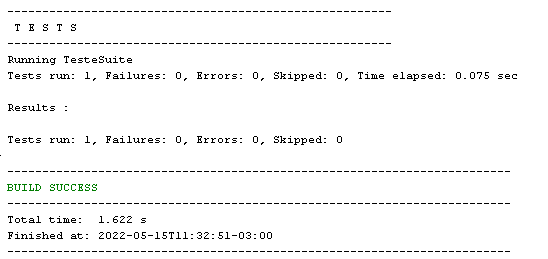 -------------------------------------------------------
 T E S T S
-------------------------------------------------------
Running TesteSuite
Tests run: 1, Failures: 0, Errors: 0, Skipped: 0, Time elapsed: 0.075 sec

Results :

Tests run: 1, Failures: 0, Errors: 0, Skipped: 0

------------------------------------------------------------------------
BUILD SUCCESS
------------------------------------------------------------------------
Total time:  1.622 s
Finished at: 2022-05-15T11:32:51-03:00
------------------------------------------------------------------------